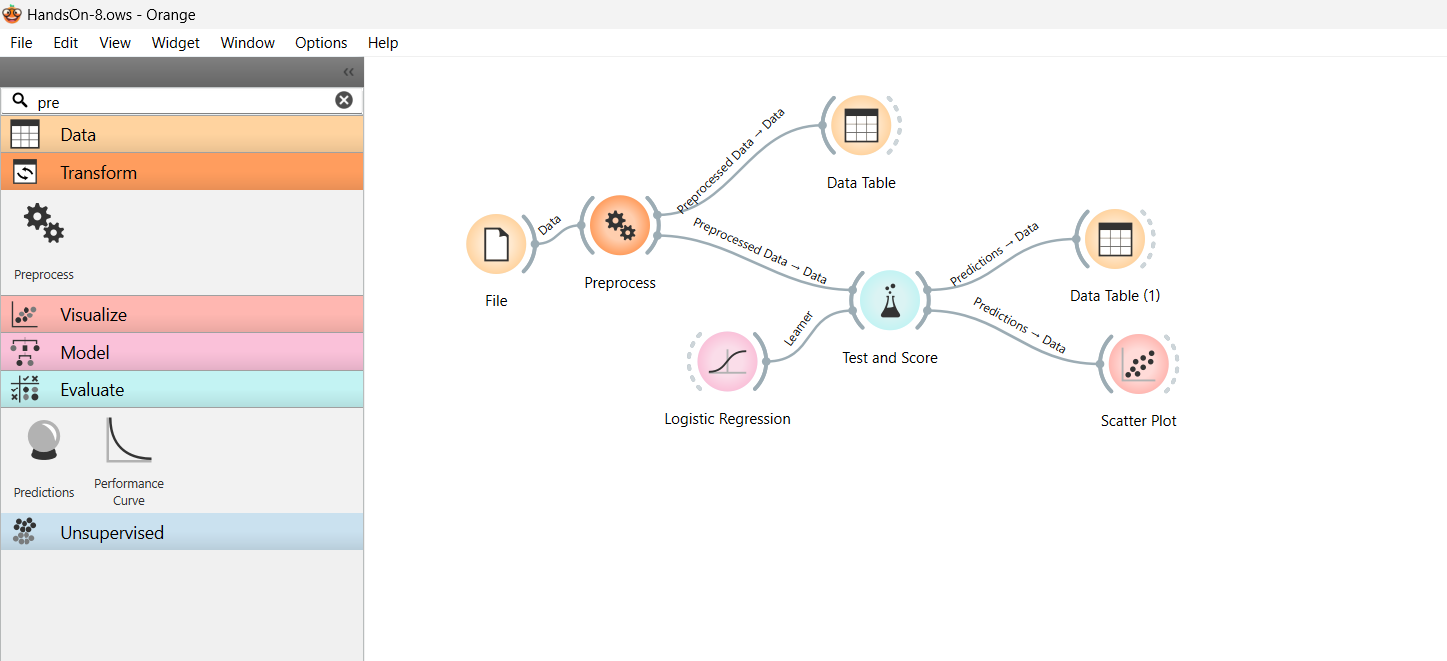 HandsOn-8.ows - Orange
File Edit View Widget Window Options Help
pre
Data
Transform
Preprocess
Visualize
Model
Evaluate
Predictions
Performance
Curve
Unsupervised
File
Data
Preprocess
Preprocessed Data → Data
Data Table
Preprocessed Data → Data
Learner
Logistic Regression
Test and Score
Predictions → Data
Data Table (1)
Predictions → Data
Scatter Plot